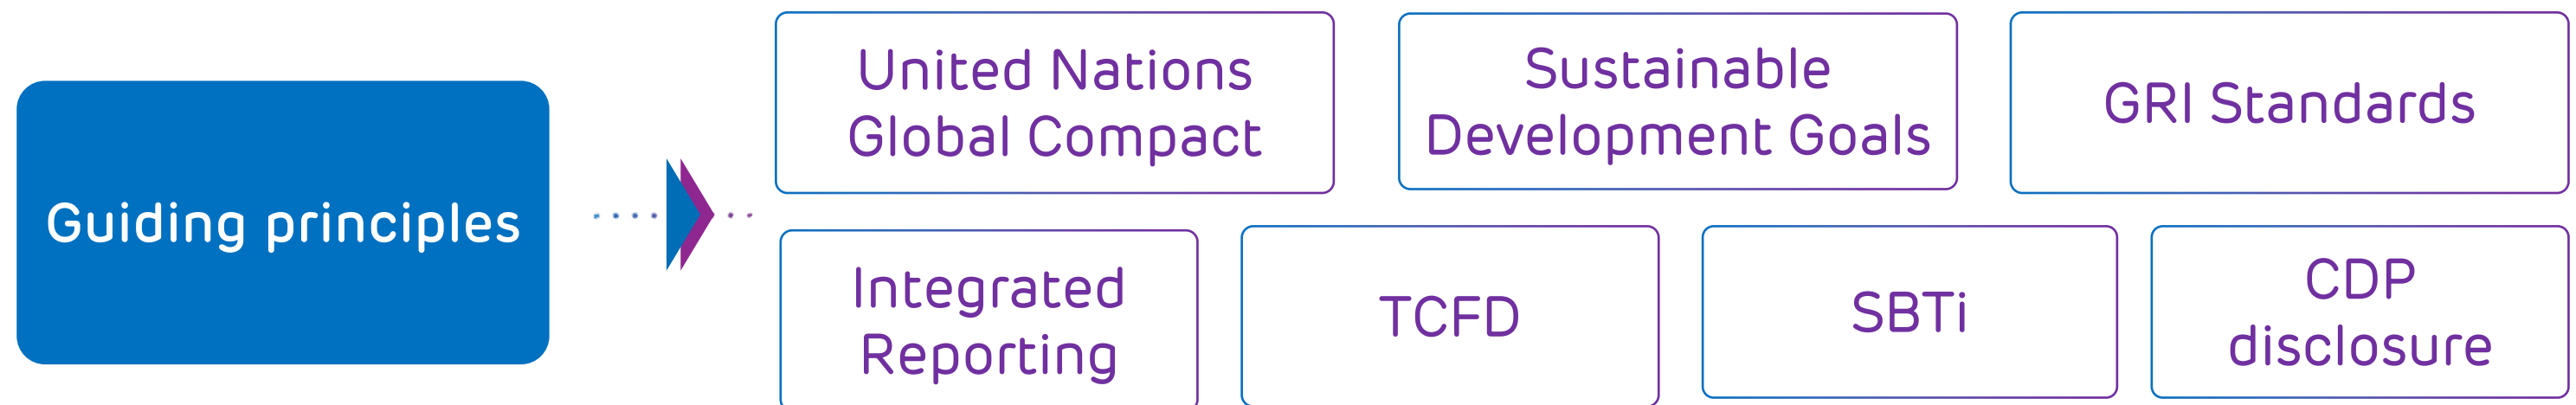 Guiding principles
United Nations
Global Compact
Sustainable
Development Goals
GRI Standards
Integrated
Reporting
TCFD
SBTi
CDP
disclosure